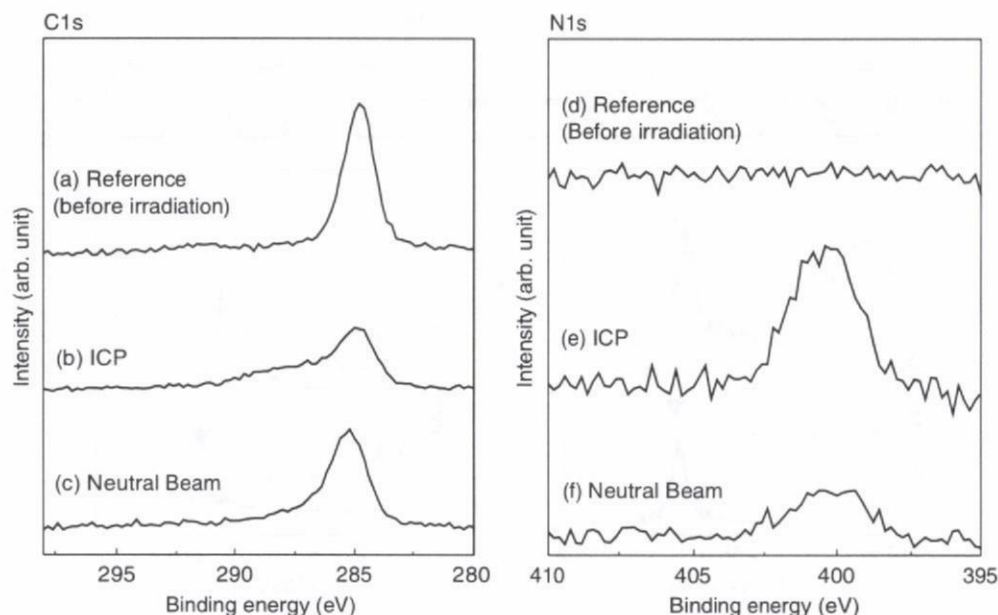 C1s
Intensity (arb. unit)
(a) Reference
(before irradiation)
(b) ICP
(c) Neutral Beam
295
290
285
280
Binding energy (eV)
N1s
Intensity (arb. unit)
(d) Reference
(Before irradiation)
(e) ICP
(f) Neutral Beam
410
405
400
395
Binding energy (eV)